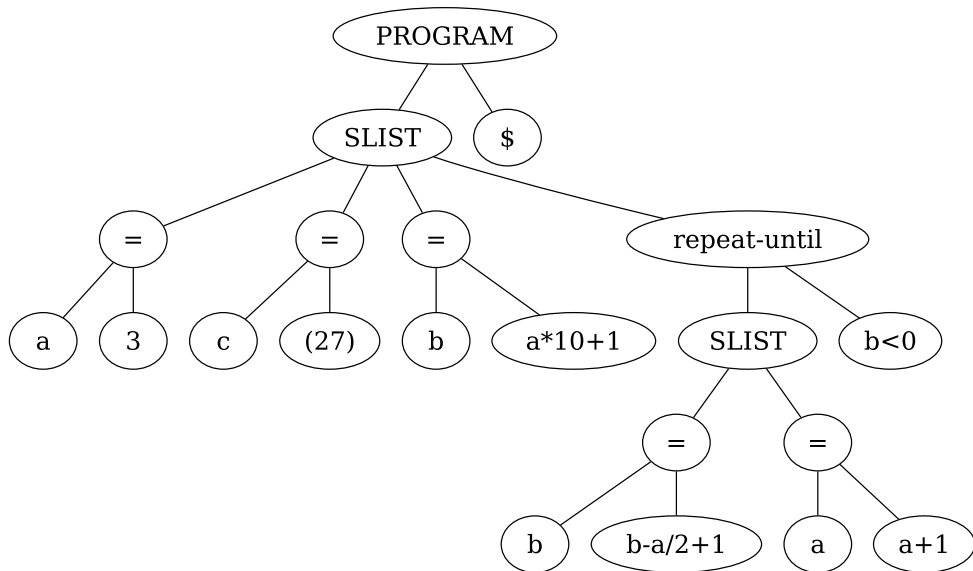 PROGRAM
SLIST $
= = = repeat-until
a 3 c (27) b a*10+1 SLIST b<0
= =
b b-a/2+1 a a+1